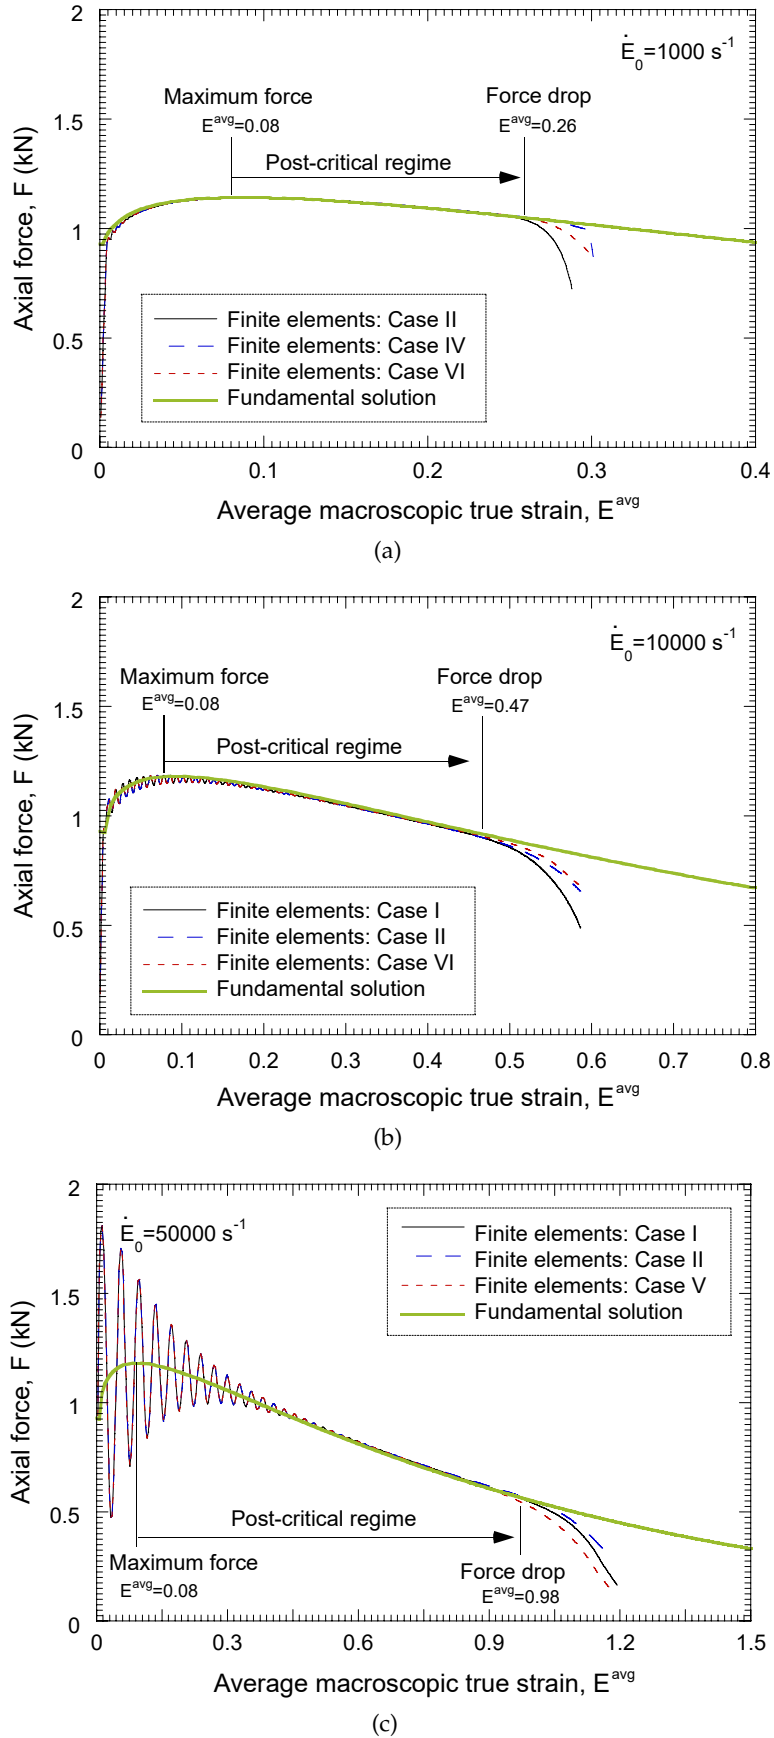 Ė₀=1000 s⁻¹
Maximum force
Eᵃᵛᵍ=0.08
Force drop
Eᵃᵛᵍ=0.26
Post-critical regime
Axial force, F (kN)
2
1.5
1
0.5
0
Finite elements: Case II
Finite elements: Case IV
Finite elements: Case VI
Fundamental solution
0 0.1 0.2 0.3 0.4
Average macroscopic true strain, Eᵃᵛᵍ
(a)
Ė₀=10000 s⁻¹
Maximum force
Eᵃᵛᵍ=0.08
Force drop
Eᵃᵛᵍ=0.47
Post-critical regime
Axial force, F (kN)
2
1.5
1
0.5
0
Finite elements: Case I
Finite elements: Case II
Finite elements: Case VI
Fundamental solution
0 0.1 0.2 0.3 0.4 0.5 0.6 0.7 0.8
Average macroscopic true strain, Eᵃᵛᵍ
(b)
Ė₀=50000 s⁻¹
Finite elements: Case I
Finite elements: Case II
Finite elements: Case V
Fundamental solution
Axial force, F (kN)
2
1.5
1
0.5
0
Post-critical regime
Maximum force
Eᵃᵛᵍ=0.08
Force drop
Eᵃᵛᵍ=0.98
0 0.3 0.6 0.9 1.2 1.5
Average macroscopic true strain, Eᵃᵛᵍ
(c)